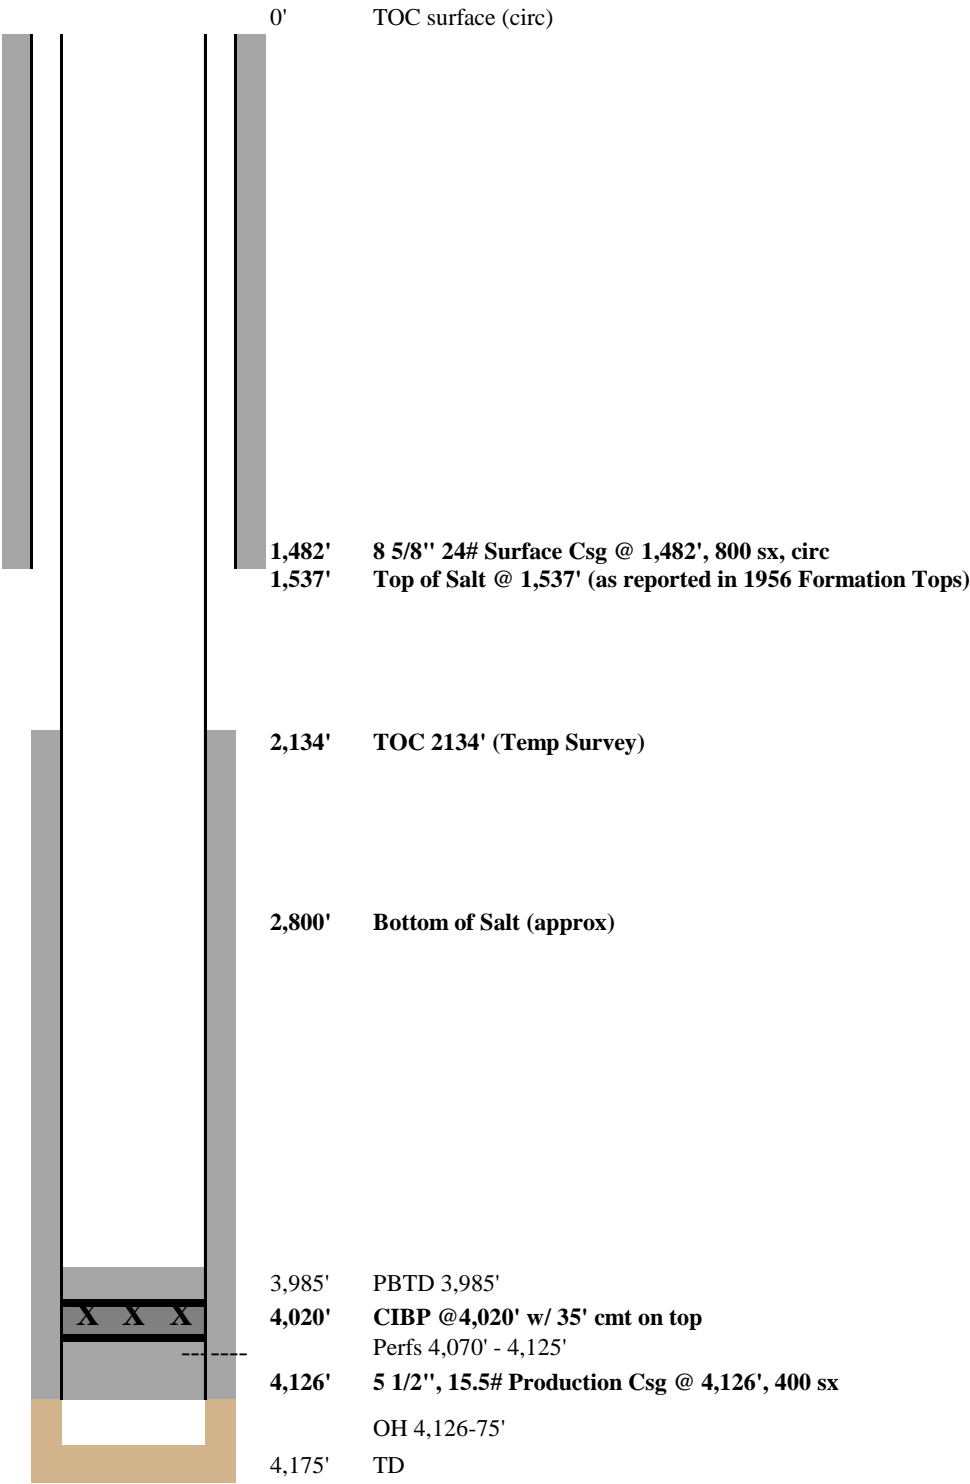 0' TOC surface (circ)
1,482' 8 5/8" 24# Surface Csg @ 1,482', 800 sx, circ
1,537' Top of Salt @ 1,537' (as reported in 1956 Formation Tops)
2,134' TOC 2134' (Temp Survey)
2,800' Bottom of Salt (approx)
3,985' PBTD 3,985'
X X X 4,020' CIBP @4,020' w/ 35' cmt on top
Perfs 4,070' - 4,125'
4,126' 5 1/2", 15.5# Production Csg @ 4,126', 400 sx
OH 4,126-75'
4,175' TD